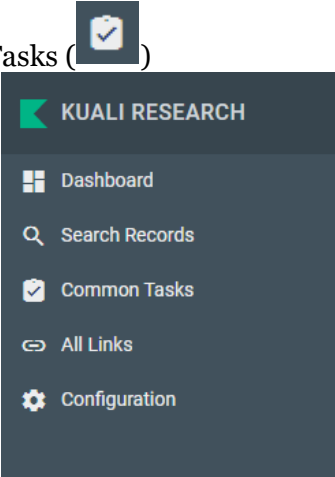 Tasks ( )
KUALI RESEARCH
Dashboard
Search Records
Common Tasks
All Links
Configuration